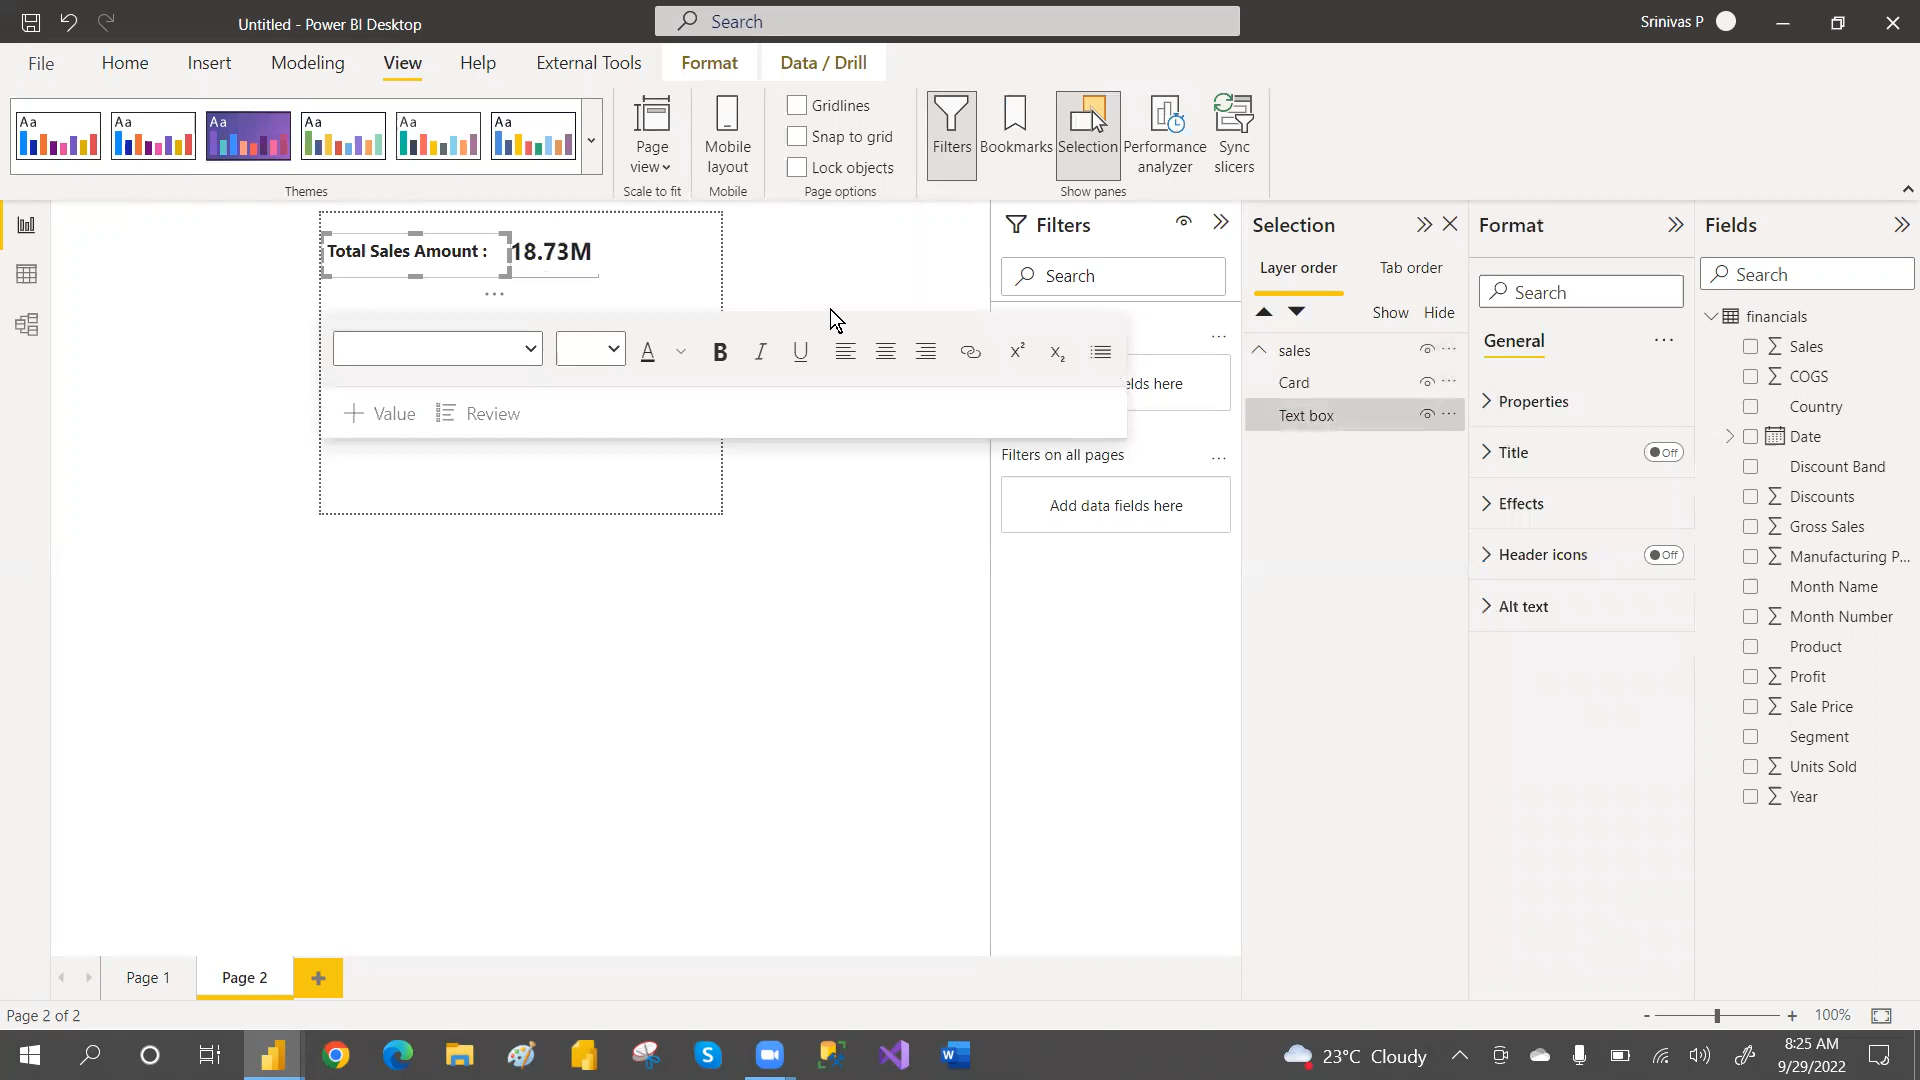 Untitled - Power BI Desktop
Search
Srinivas P
File
Home
Insert
Modeling
View
Help
External Tools
Format
Data / Drill
Aa
Aa
Aa
Aa
Aa
Aa
Themes
Page
view
Scale to fit
Mobile
layout
Mobile
Gridlines
Snap to grid
Lock objects
Page options
Filters
Bookmarks
Selection
Performance
analyzer
Sync
slicers
Show panes
Total Sales Amount :
18.73M
...
A
B
I
U
x²
x₂
Value
Review
Filters
Search
...
elds here
Filters on all pages
...
Add data fields here
Selection
Layer order
Tab order
Show
Hide
sales
...
Card
...
Text box
...
Format
Search
General
...
Properties
Title
Off
Effects
Header icons
Off
Alt text
Fields
Search
financials
Sales
COGS
Country
Date
Discount Band
Discounts
Gross Sales
Manufacturing P...
Month Name
Month Number
Product
Profit
Sale Price
Segment
Units Sold
Year
Page 1
Page 2
+
Page 2 of 2
-
+
100%
23°C Cloudy
8:25 AM
9/29/2022